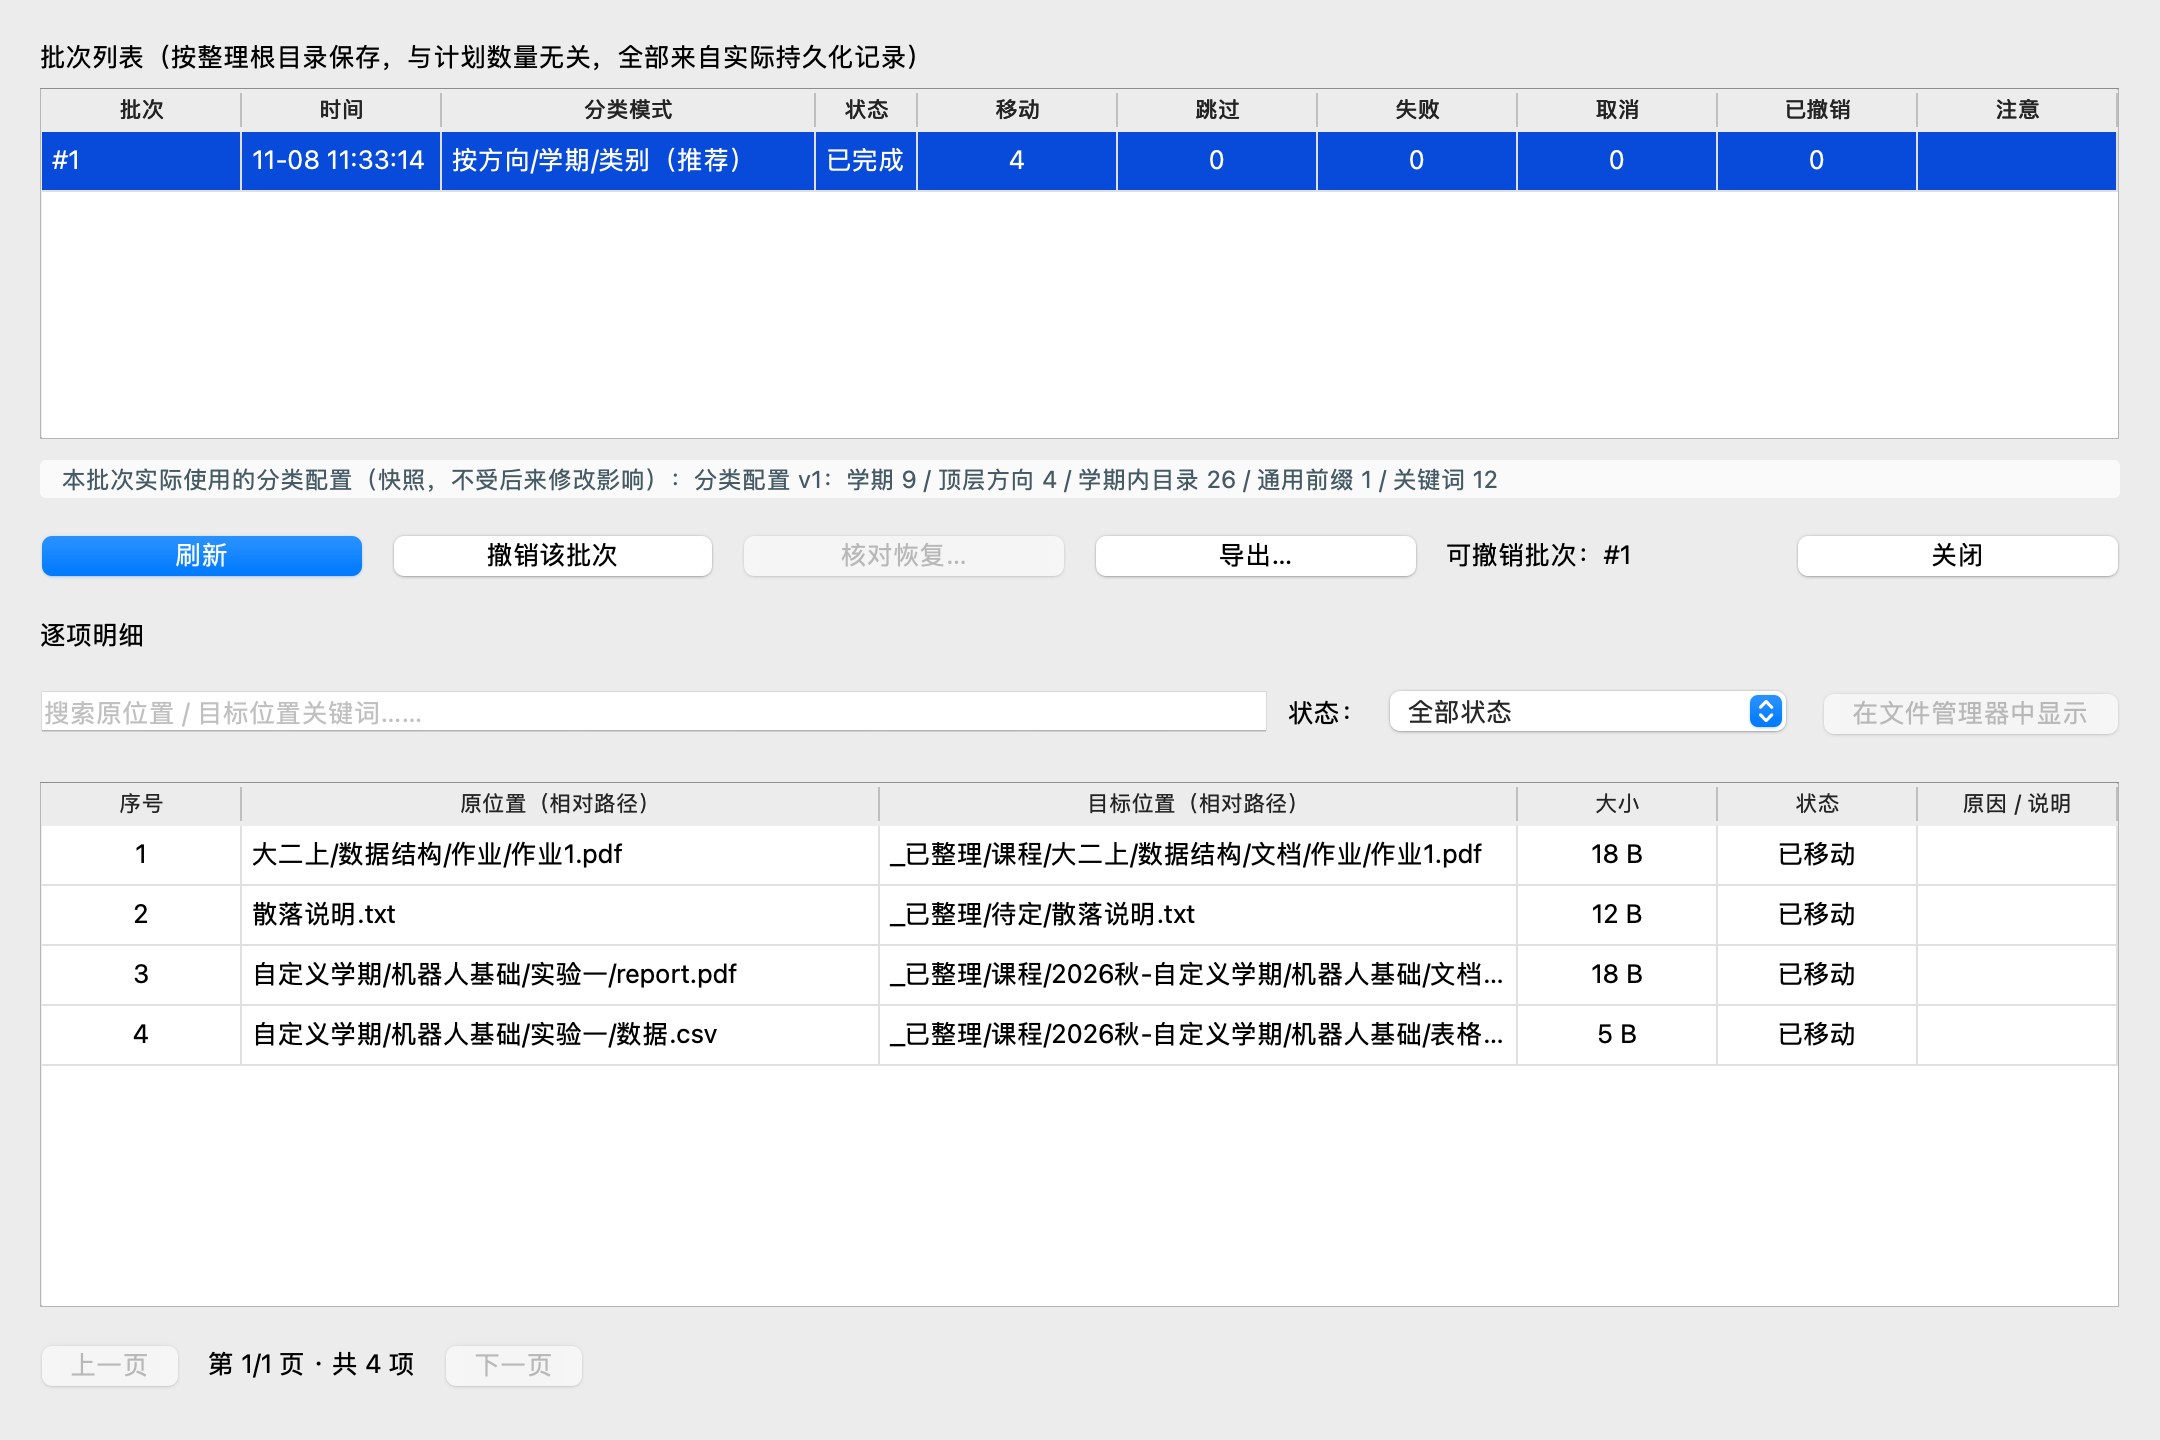 批次列表（按整理根目录保存，与计划数量无关，全部来自实际持久化记录）
批次 时间 分类模式 状态 移动 跳过 失败 取消 已撤销 注意
#1 11-08 11:33:14 按方向/学期/类别（推荐） 已完成 4 0 0 0 0
本批次实际使用的分类配置（快照，不受后来修改影响）：分类配置 v1：学期 9 / 顶层方向 4 / 学期内目录 26 / 通用前缀 1 / 关键词 12
刷新 撤销该批次 核对恢复... 导出... 可撤销批次：#1 关闭
逐项明细
搜索原位置 / 目标位置关键词…… 状态： 全部状态 在文件管理器中显示
序号 原位置（相对路径） 目标位置（相对路径） 大小 状态 原因 / 说明
1 大二上/数据结构/作业/作业1.pdf _已整理/课程/大二上/数据结构/文档/作业/作业1.pdf 18 B 已移动
2 散落说明.txt _已整理/待定/散落说明.txt 12 B 已移动
3 自定义学期/机器人基础/实验一/report.pdf _已整理/课程/2026秋-自定义学期/机器人基础/文档... 18 B 已移动
4 自定义学期/机器人基础/实验一/数据.csv _已整理/课程/2026秋-自定义学期/机器人基础/表格... 5 B 已移动
上一页 第 1/1 页 · 共 4 项 下一页